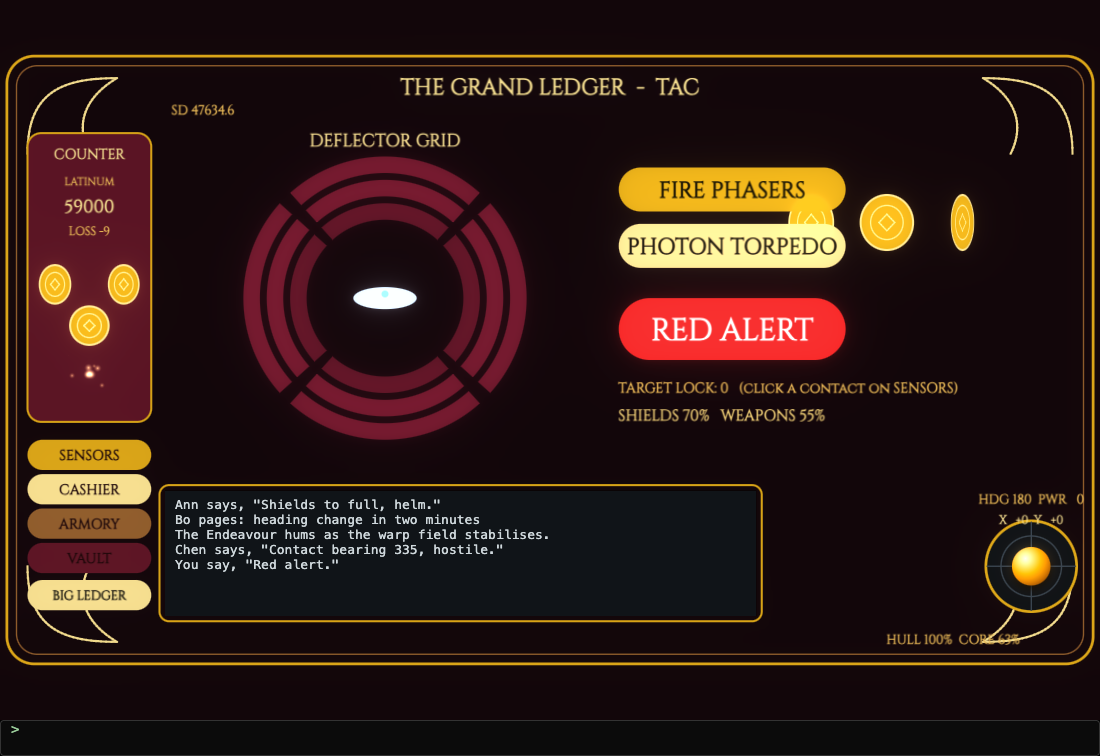 THE GRAND LEDGER - TAC
SD 47634.6
COUNTER
LATINUM
59000
LOSS -9
DEFLECTOR GRID
FIRE PHASERS
PHOTON TORPEDO
RED ALERT
TARGET LOCK: 0 (CLICK A CONTACT ON SENSORS)
SHIELDS 70% WEAPONS 55%
SENSORS
CASHIER
ARMORY
VAULT
BIG LEDGER
Ann says, "Shields to full, helm."
Bo pages: heading change in two minutes
The Endeavour hums as the warp field stabilises.
Chen says, "Contact bearing 335, hostile."
You say, "Red alert."
HDG 180 PWR 0
X +0 Y +0
HULL 100% CORE 63%
>